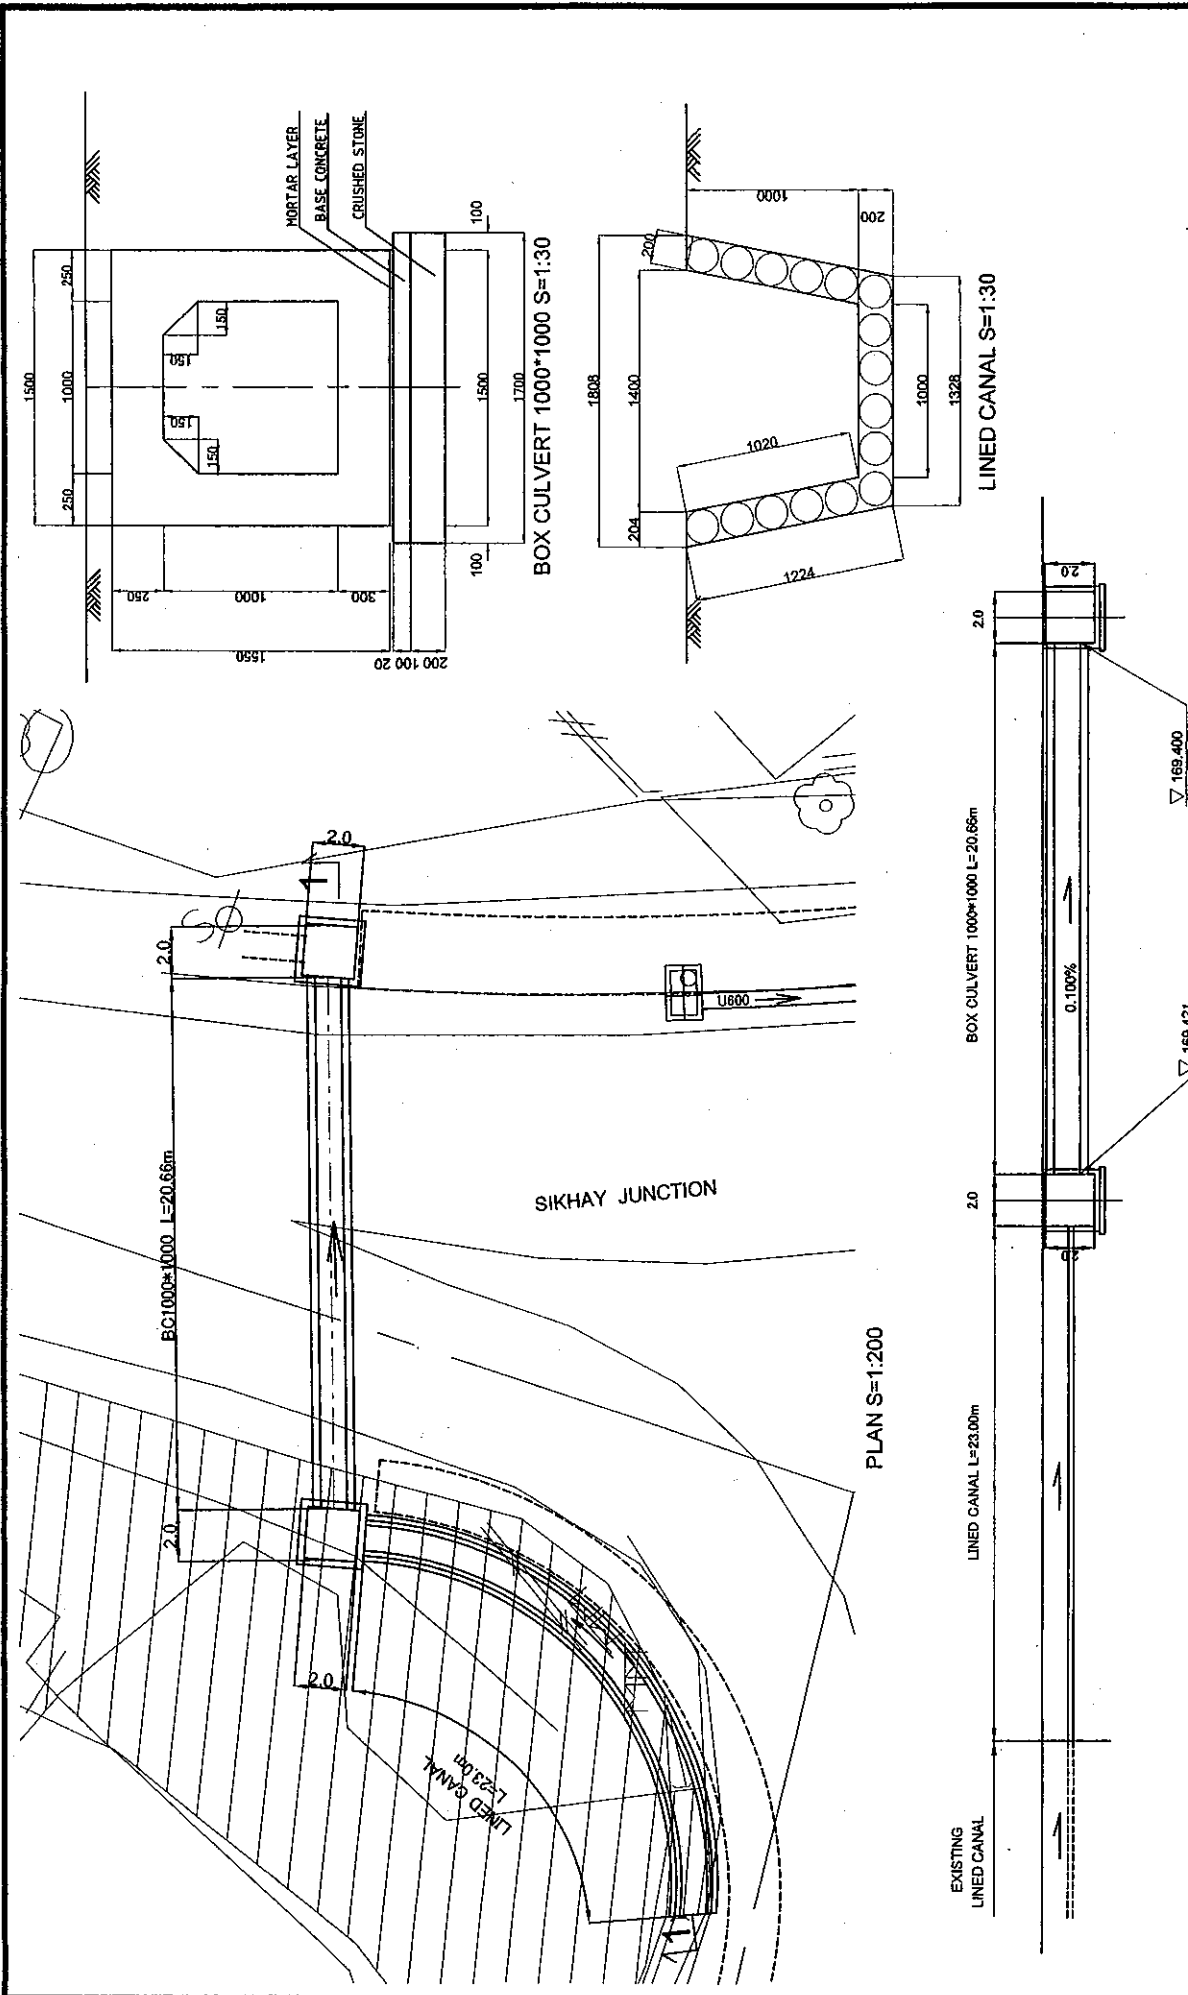 1500
250
1000
250
150
150
150
150
MORTAR LAYER
BASE CONCRETE
CRUSHED STONE
250
1000
300
1550
20
100
200
100
100
1500
1700
BOX CULVERT 1000*1000 S=1:30
1808
1400
204
200
1020
1224
1000
200
1000
1328
LINED CANAL S=1:30
2.0
1
2.0
BC1000*1000 L=20.66m
2.0
2.0
U600
SIKHAY JUNCTION
LINED CANAL
L=23.0m
1
PLAN S=1:200
EXISTING
LINED CANAL
LINED CANAL L=23.00m
2.0
BOX CULVERT 1000*1000 L=20.66m
2.0
2.0
2.0
0.100%
▽ 169.400